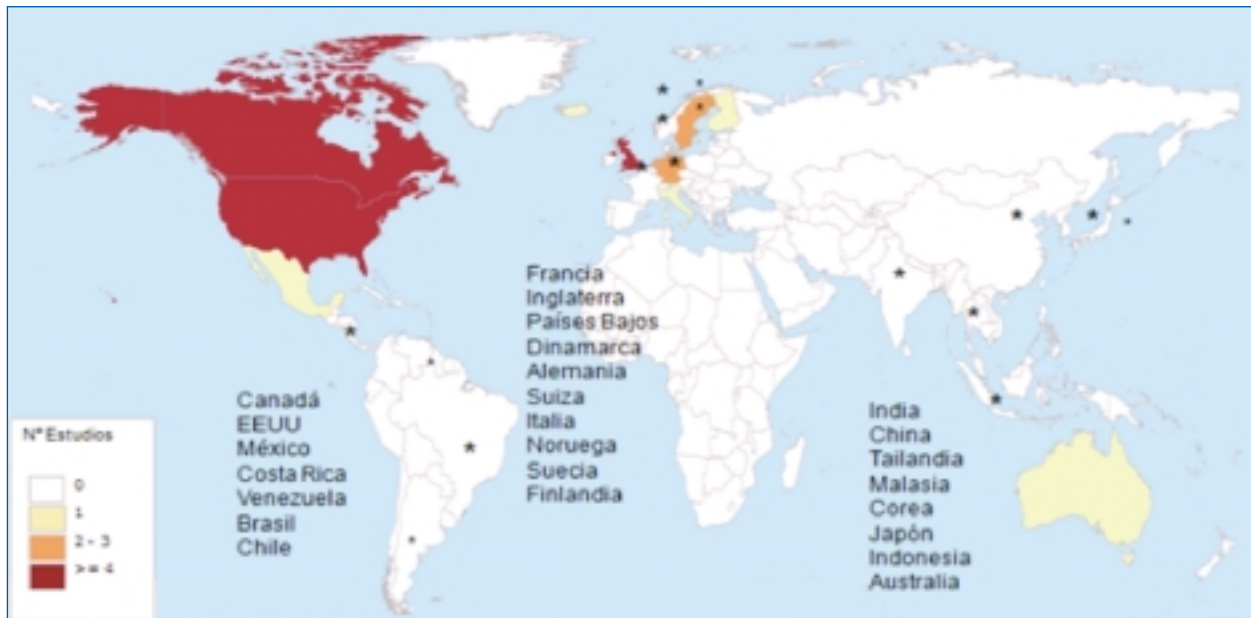 Francia
Inglaterra
Países Bajos
Dinamarca
Alemania
Suiza
Italia
Noruega
Suecia
Finlandia
Canadá
EEUU
México
Costa Rica
Venezuela
Brasil
Chile
India
China
Tailandia
Malasia
Corea
Japón
Indonesia
Australia
N° Estudios
0
1
2 - 3
>= 4